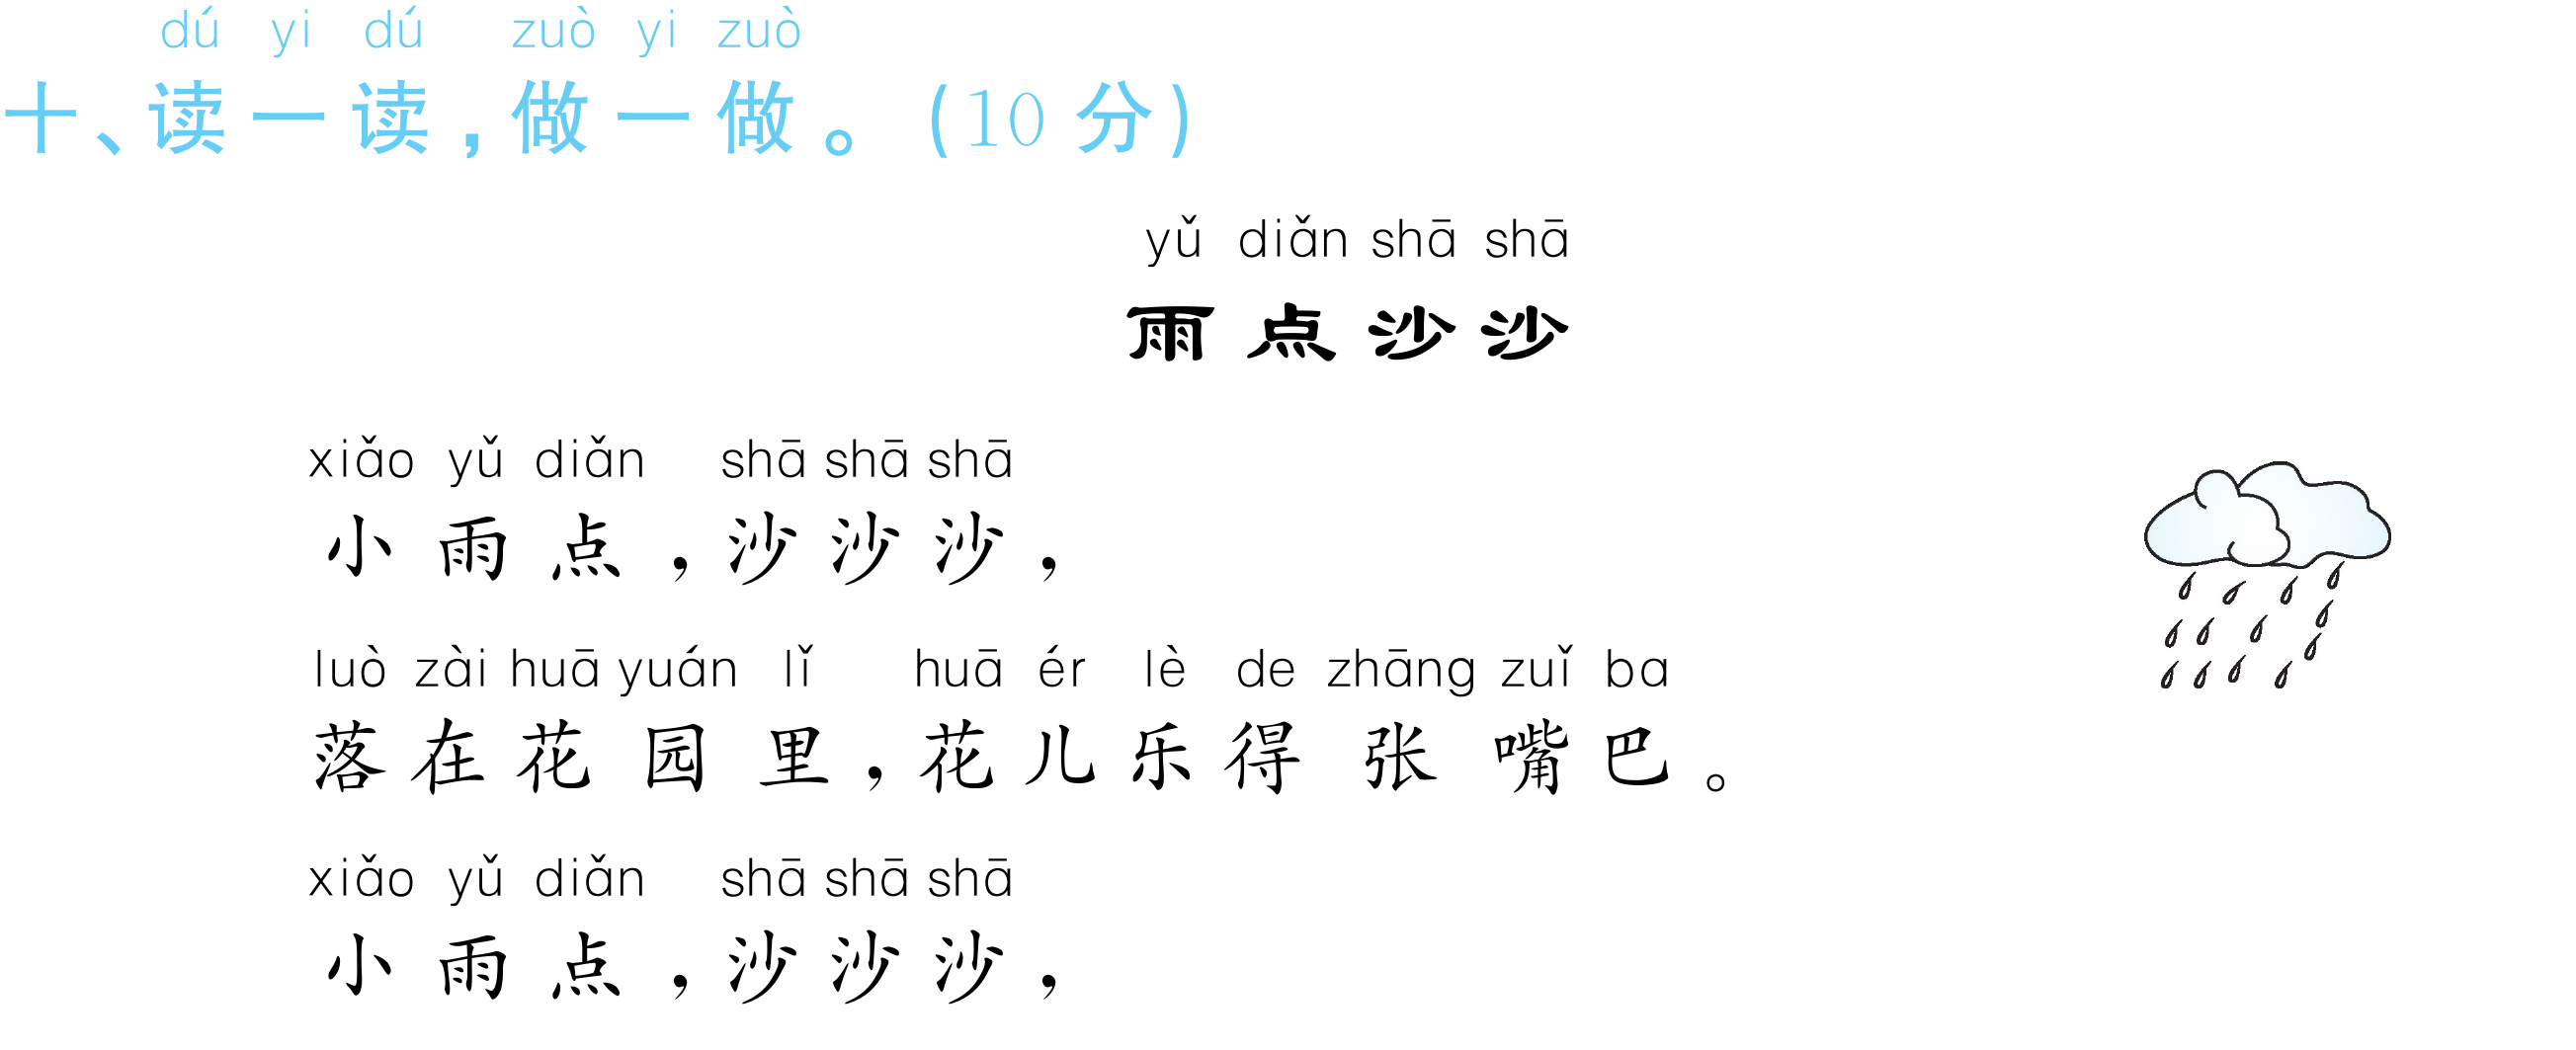 dú yi dú zuò yi zuò
十、读一读,做一做。(10 分)
yǔ diǎn shā shā
雨点沙沙
xiǎo yǔ diǎn shā shā shā
小雨点,沙沙沙,
luò zài huā yuán lǐ huā ér lè de zhāng zuǐ ba
落在花园里,花儿乐得张嘴巴。
xiǎo yǔ diǎn shā shā shā
小雨点,沙沙沙,